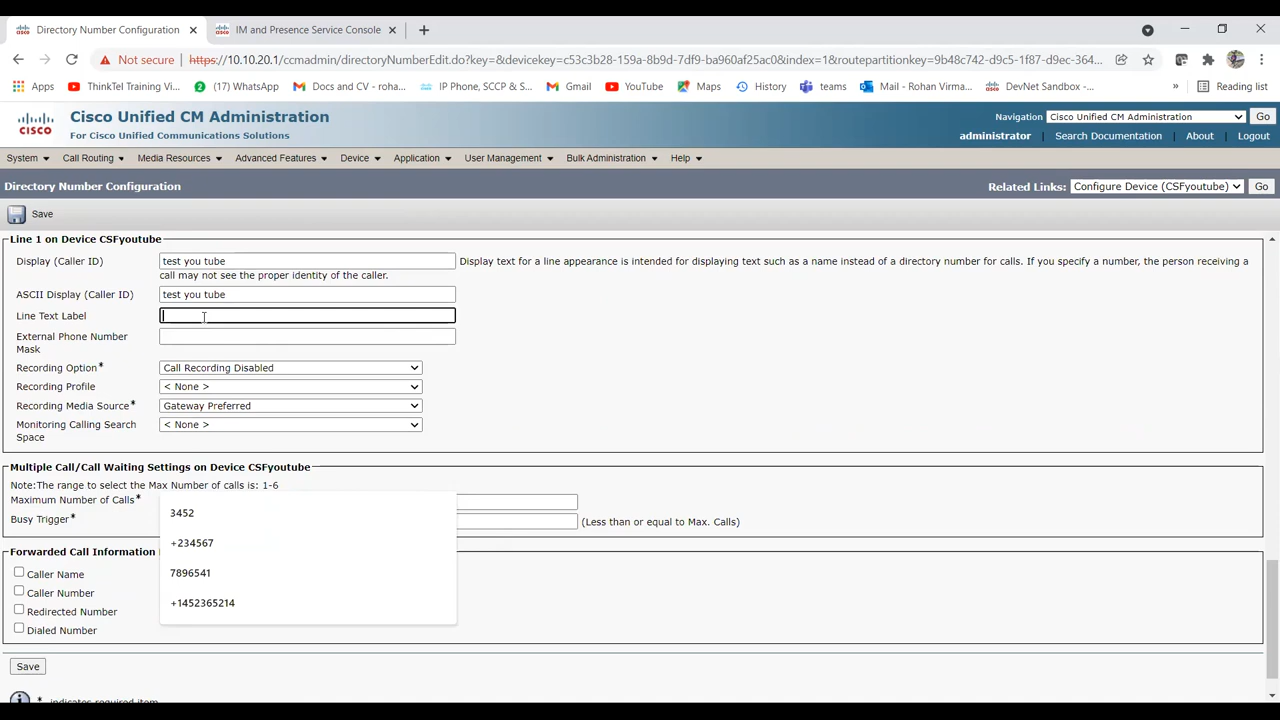 Directory Number Configuration
IM and Presence Service Console
Not secure
https://10.10.20.1/ccmadmin/directoryNumberEdit.do?key=&devicekey=c53c3b28-159a-8b9d-7df9-ba960af25ac0&index=1&routepartitionkey=9b48c742-d9c5-1f87-d9ec-364...
Apps
ThinkTel Training Vi...
(17) WhatsApp
Docs and CV - roha...
IP Phone, SCCP & S...
Gmail
YouTube
Maps
History
teams
Mail - Rohan Virma...
DevNet Sandbox -...
»
Reading list
CISCO
Cisco Unified CM Administration
For Cisco Unified Communications Solutions
Navigation Cisco Unified CM Administration Go
administrator Search Documentation About Logout
System Call Routing Media Resources Advanced Features Device Application User Management Bulk Administration Help
Directory Number Configuration
Related Links: Configure Device (CSFyoutube) Go
Save
Line 1 on Device CSFyoutube
Display (Caller ID) test you tube Display text for a line appearance is intended for displaying text such as a name instead of a directory number for calls. If you specify a number, the person receiving a
call may not see the proper identity of the caller.
ASCII Display (Caller ID) test you tube
Line Text Label
External Phone Number
Mask
Recording Option* Call Recording Disabled
Recording Profile < None >
Recording Media Source* Gateway Preferred
Monitoring Calling Search < None >
Space
Multiple Call/Call Waiting Settings on Device CSFyoutube
Note:The range to select the Max Number of calls is: 1-6
Maximum Number of Calls*
3452
Busy Trigger* (Less than or equal to Max. Calls)
+234567
Forwarded Call Information
Caller Name
7896541
Caller Number
+1452365214
Redirected Number
Dialed Number
Save
* indicates required item